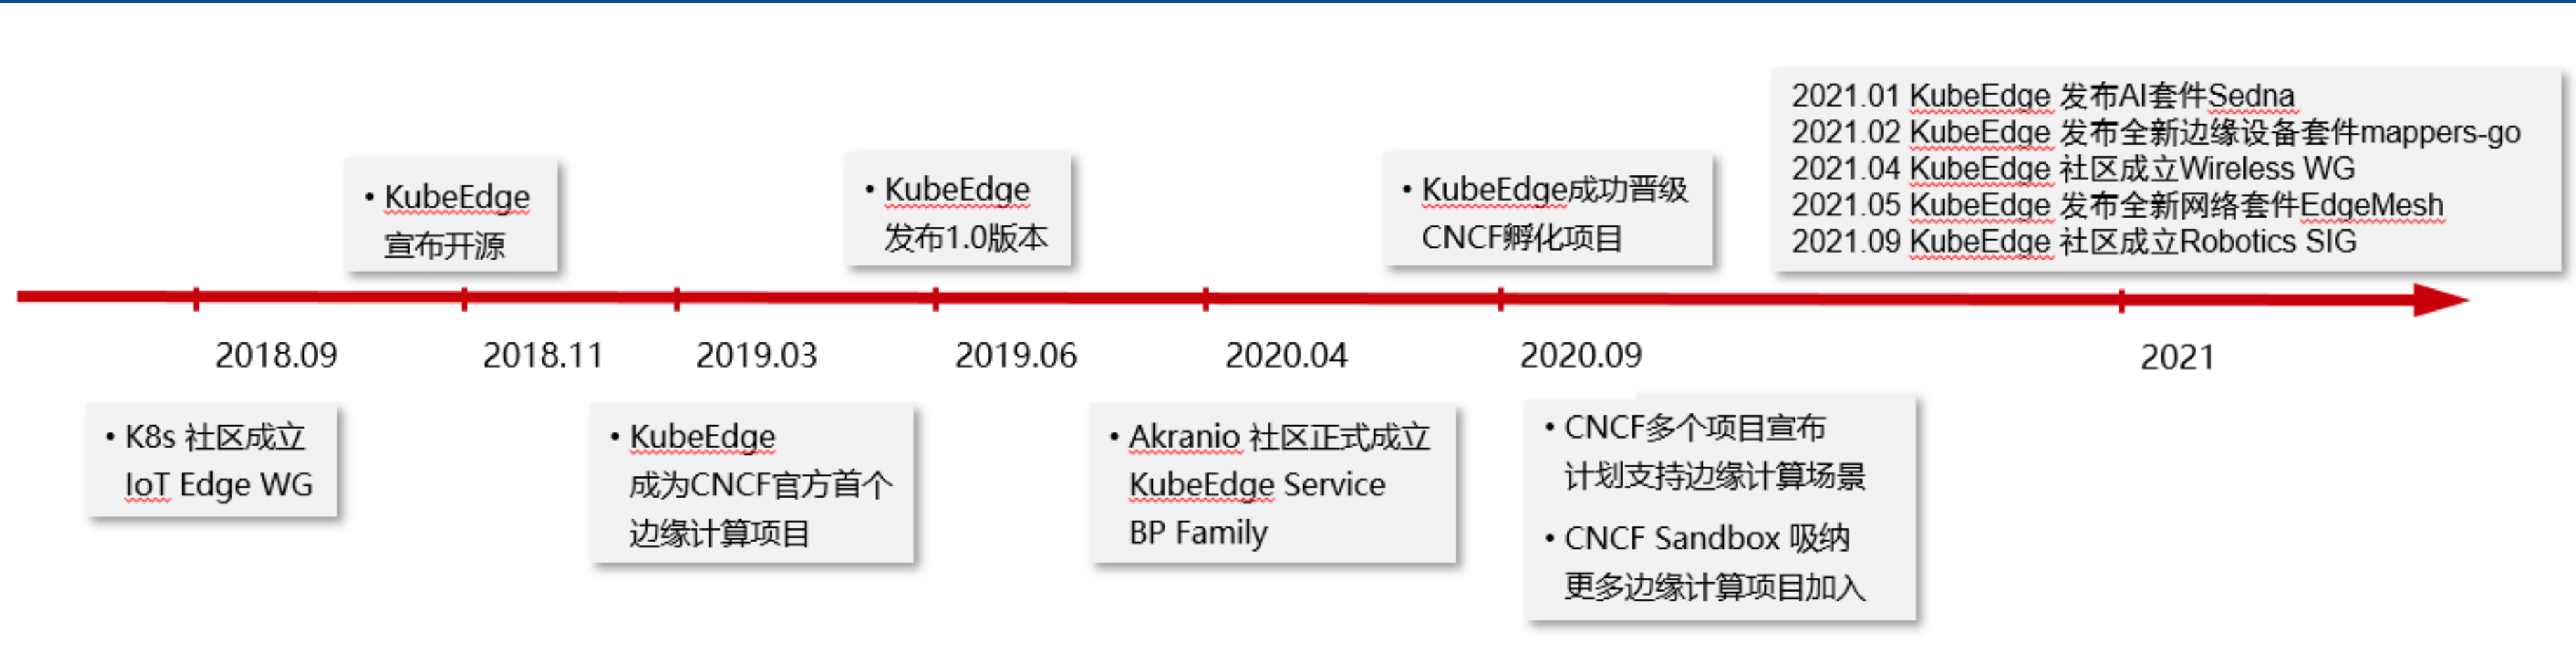 2021.01 KubeEdge 发布AI套件Sedna
2021.02 KubeEdge 发布全新边缘设备套件mappers-go
2021.04 KubeEdge 社区成立Wireless WG
2021.05 KubeEdge 发布全新网络套件EdgeMesh
2021.09 KubeEdge 社区成立Robotics SIG
• KubeEdge
宣布开源
• KubeEdge
发布1.0版本
• KubeEdge成功晋级
CNCF孵化项目
2018.09
2018.11
2019.03
2019.06
2020.04
2020.09
2021
• K8s 社区成立
IoT Edge WG
• KubeEdge
成为CNCF官方首个
边缘计算项目
• Akranio 社区正式成立
KubeEdge Service
BP Family
• CNCF多个项目宣布
计划支持边缘计算场景
• CNCF Sandbox 吸纳
更多边缘计算项目加入